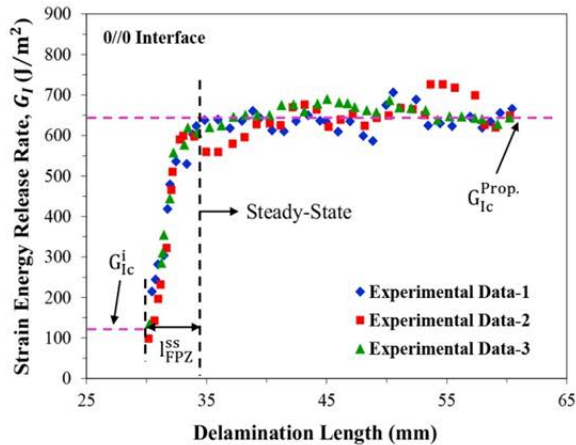 0//0 Interface
Strain Energy Release Rate, G_I (J/m²)
900
800
700
600
500
400
300
200
100
0
G_Ic^Prop.
Steady-State
G_Ic^i
l_FPZ^ss
Experimental Data-1
Experimental Data-2
Experimental Data-3
25 35 45 55 65
Delamination Length (mm)